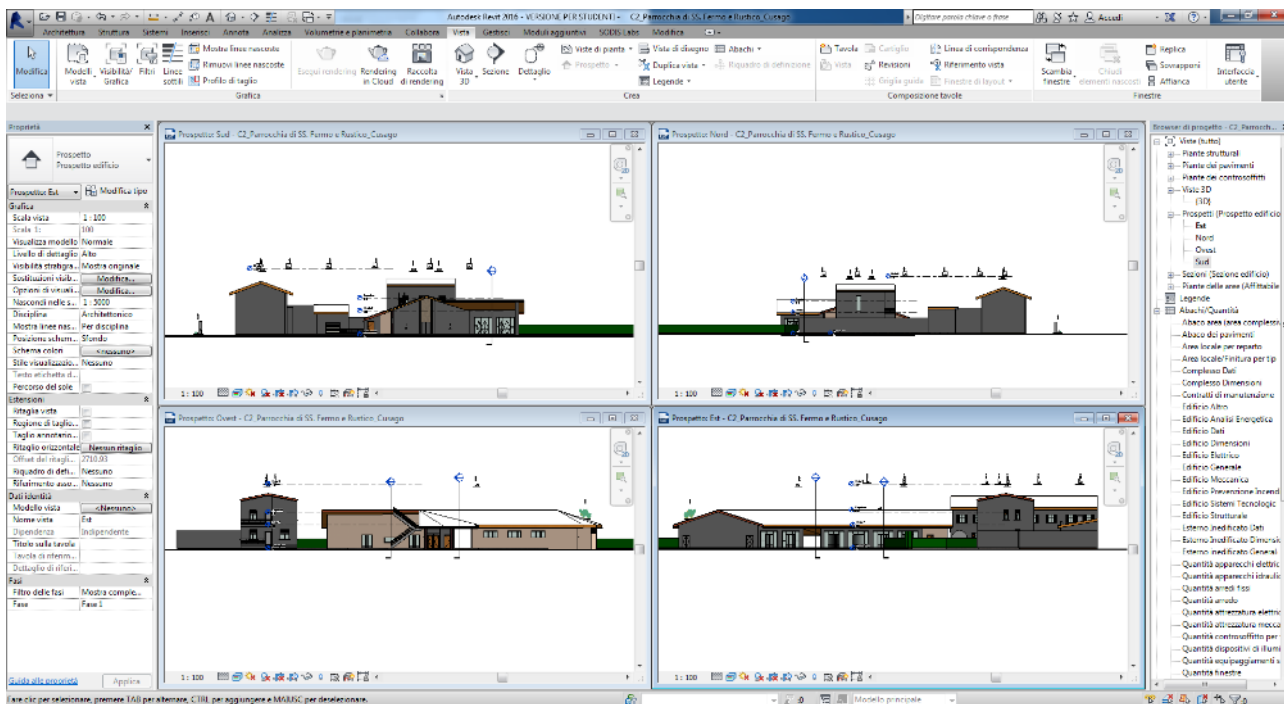 Autodesk Revit 2016 - VERSIONE PER STUDENTI - C2_Parrocchia di SS. Fermo e Rustico_Cusago
Digitare parola chiave o frase
Accedi
Architettura Struttura Sistemi Inserisci Annota Analizza Volumetrie e planimetria Collabora Vista Gestisci Moduli aggiuntivi SODIS Labs Modifica
Modifica
Modelli vista
Visibilità/ Grafica
Filtri
Linee sottili
Mostra linee nascoste
Rimuovi linee nascoste
Profilo di taglio
Esegui rendering
Rendering in Cloud
Raccolta di rendering
Vista 3D
Sezione
Dettaglio
Viste di pianta
Prospetto
Vista di disegno
Duplica vista
Legende
Abachi
Riquadro di definizione
Tavola
Vista
Cartiglio
Revisioni
Griglia guida
Linea di corrispondenza
Riferimento vista
Finestre di layout
Scambia finestre
Chiudi elementi nascosti
Replica
Sovrapponi
Affianca
Interfaccia utente
Seleziona
Grafica
Crea
Composizione tavole
Finestre
Proprietà
Prospetto
Prospetto edificio
Prospetto: Est
Modifica tipo
Grafica
Scala vista 1 : 100
Scala 1: 100
Visualizza modello Normale
Livello di dettaglio Alto
Visibilità stratigra... Mostra originale
Sostituzioni visib... Modifica...
Opzioni di visuali... Modifica...
Nascondi nelle s... 1 : 5000
Disciplina Architettonico
Mostra linee nas... Per disciplina
Posizione schem... Sfondo
Schema colori <nessuno>
Stile visualizzazio... Nessuno
Testo etichetta d...
Percorso del sole
Estensioni
Ritaglia vista
Regione di taglio...
Taglio annotazio...
Ritaglio orizzontale Nessun ritaglio
Offset del ritagli... 2710.93
Riquadro di defi... Nessuno
Riferimento asso... Nessuno
Dati identità
Modello vista <Nessuno>
Nome vista Est
Dipendenza Indipendente
Titolo sulla tavola
Tavola di riferim...
Dettaglio di riferi...
Fasi
Filtro delle fasi Mostra comple...
Fase Fase 1
Guida alle proprietà
Applica
Prospetto: Sud - C2_Parrocchia di SS. Fermo e Rustico_Cusago
1 : 100
Prospetto: Nord - C2_Parrocchia di SS. Fermo e Rustico_Cusago
1 : 100
Prospetto: Ovest - C2_Parrocchia di SS. Fermo e Rustico_Cusago
1 : 100
Prospetto: Est - C2_Parrocchia di SS. Fermo e Rustico_Cusago
1 : 100
Browser di progetto - C2_Parrocch...
Viste (tutto)
Piante strutturali
Piante dei pavimenti
Piante dei controsoffitti
Viste 3D
{3D}
Prospetti (Prospetto edificio
Est
Nord
Ovest
Sud
Sezioni (Sezione edificio)
Piante delle aree (Affittabile
Legende
Abachi/Quantità
Abaco area (area complessi
Abaco dei pavimenti
Area locale per reparto
Area locale/Finitura per tip
Complesso Dati
Complesso Dimensioni
Contratti di manutenzione
Edificio Altro
Edificio Analisi Energetica
Edificio Dati
Edificio Dimensioni
Edificio Elettrico
Edificio Generale
Edificio Meccanica
Edificio Prevenzione Incend
Edificio Sistemi Tecnologic
Edificio Strutturale
Esterno Inedificato Dimensio
Esterno Inedificato General
Quantità apparecchi elettric
Quantità apparecchi idraulic
Quantità arredi fissi
Quantità arredo
Quantità attrezzatura elettric
Quantità attrezzatura mecca
Quantità controsoffitto per
Quantità dispositivi di illumi
Quantità equipaggiamenti s
Quantità finestre
Fare clic per selezionare, premere TAB per alternare, CTRL per aggiungere e MAIUSC per deselezionare.
:0
Modello principale